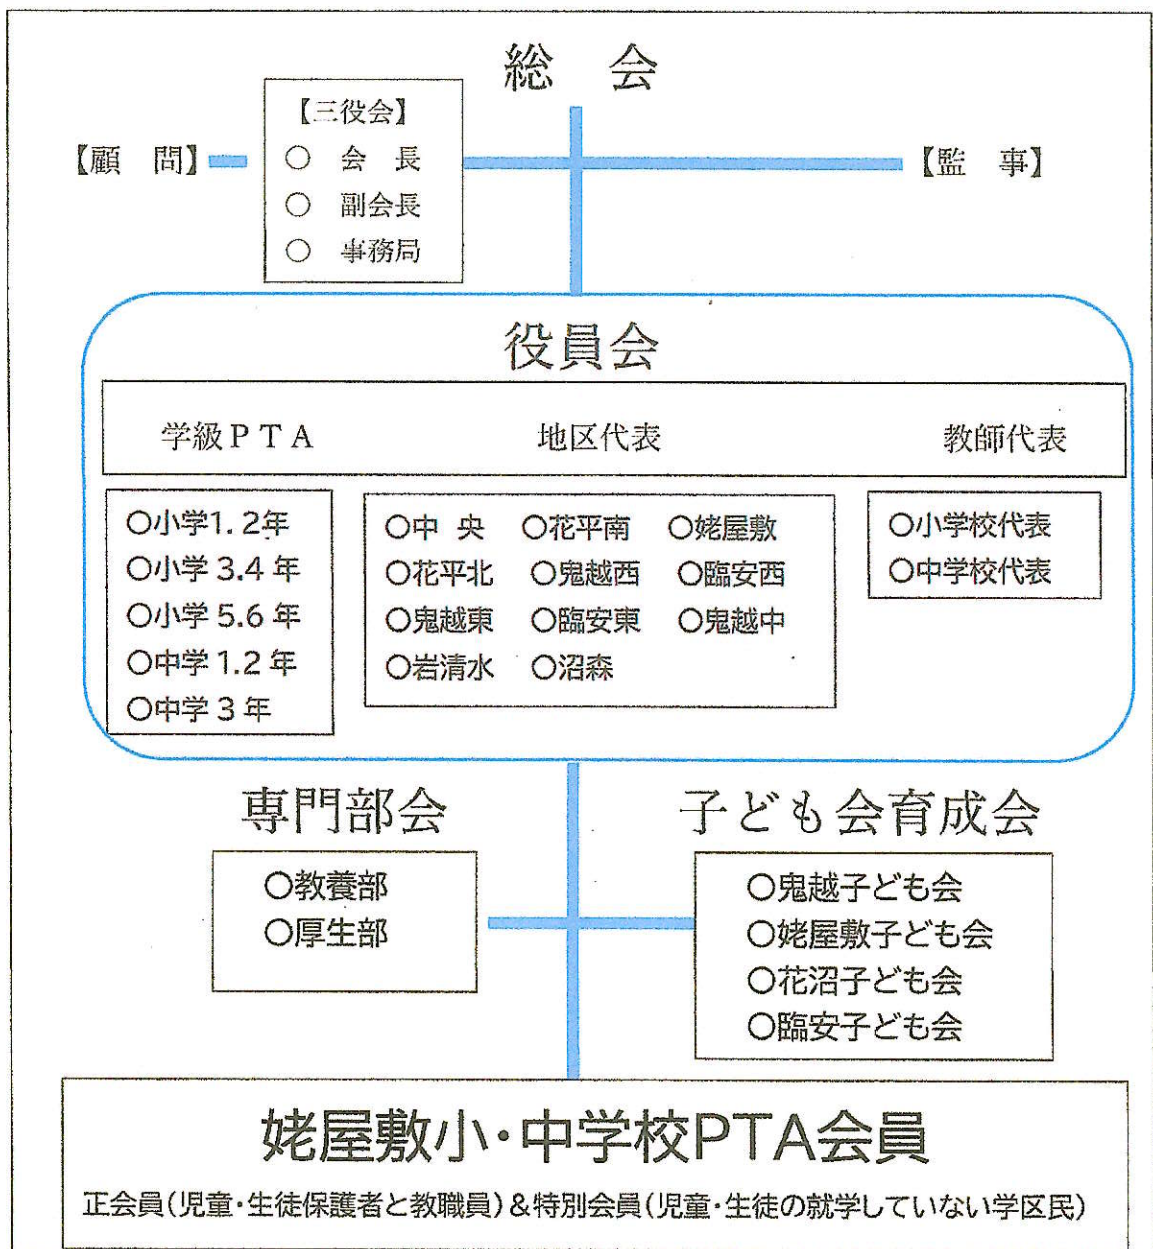 総　会
【三役会】
○　会　長
○　副会長
○　事務局
【顧　問】
【監　事】
役員会
学級ＰＴＡ
○小学1. 2年
○小学 3.4 年
○小学 5.6 年
○中学 1.2 年
○中学 3 年
地区代表
○中 央　○花平南　○姥屋敷
○花平北　○鬼越西　○臨安西
○鬼越東　○臨安東　○鬼越中
○岩清水　○沼森
教師代表
○小学校代表
○中学校代表
専門部会
○教養部
○厚生部
子ども会育成会
○鬼越子ども会
○姥屋敷子ども会
○花沼子ども会
○臨安子ども会
姥屋敷小・中学校PTA会員
正会員(児童・生徒保護者と教職員)＆特別会員(児童・生徒の就学していない学区民)